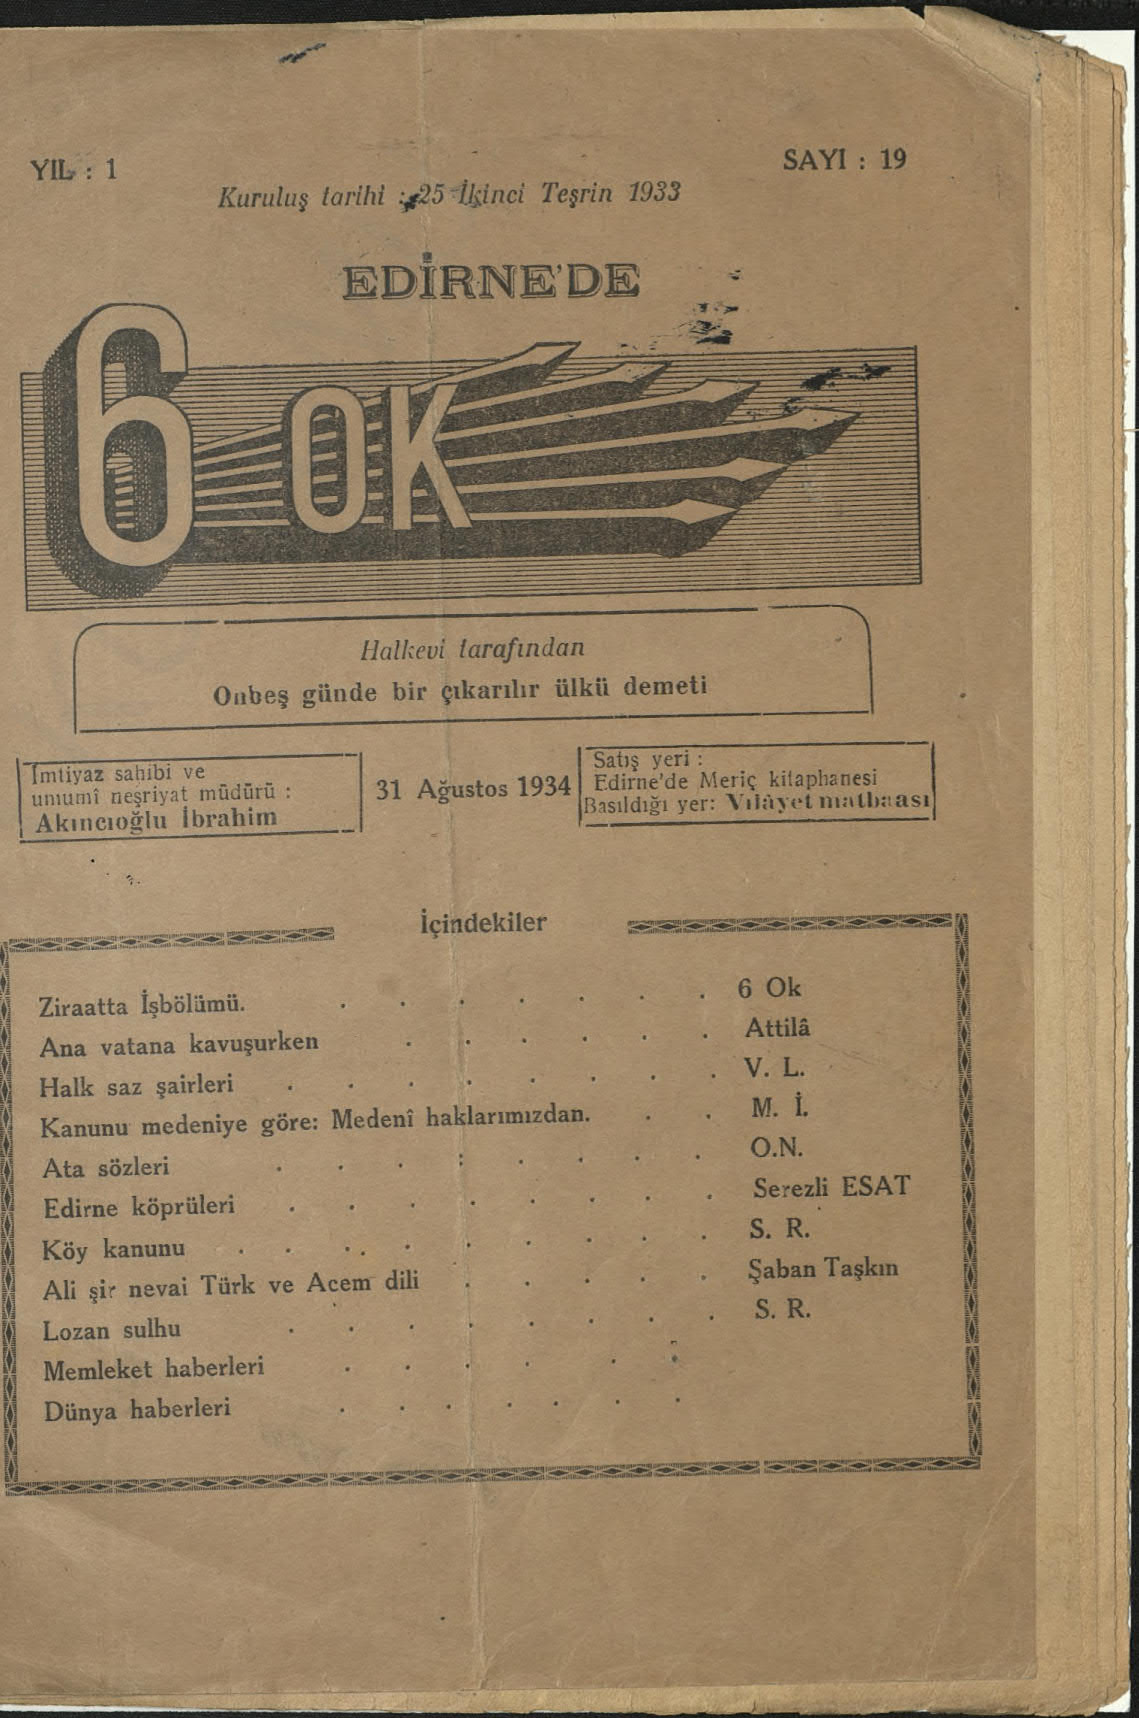 YIL : 1
SAYI : 19
Kuruluş tarihi : 25 İkinci Teşrin 1933
EDİRNE'DE
6 OK
Halkevi tarafından
Onbeş günde bir çıkarılır ülkü demeti
İmtiyaz sahibi ve
umumî neşriyat müdürü :
Akıncıoğlu İbrahim
31 Ağustos 1934
Satış yeri :
Edirne'de Meriç kitaphanesi
Basıldığı yer: Vilâyet matbaası
İçindekiler
Ziraatta İşbölümü. . . . . . . . 6 Ok
Ana vatana kavuşurken . . . . . . Attilâ
Halk saz şairleri . . . . . . . . V. L.
Kanunu medeniye göre: Medenî haklarımızdan. . . M. İ.
Ata sözleri . . . . . . . . O.N.
Edirne köprüleri . . . . . . . . Serezli ESAT
Köy kanunu . . . . . . . . . S. R.
Ali şir nevai Türk ve Acem dili . . . . . Şaban Taşkın
Lozan sulhu . . . . . . . . S. R.
Memleket haberleri . . . . . .
Dünya haberleri . . . . . . .